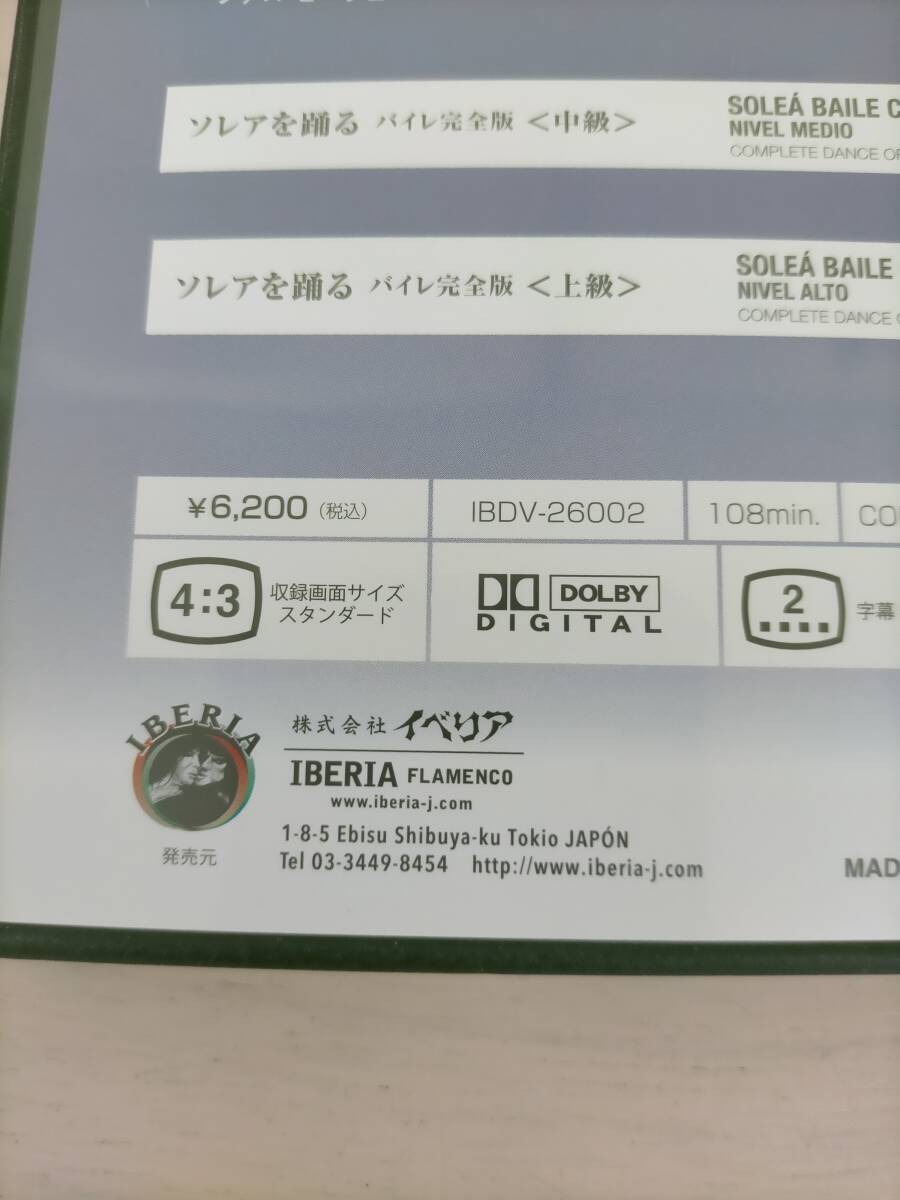 ソレアを踊る バイレ完全版 <中級>
SOLEÁ BAILE
NIVEL MEDIO
COMPLETE DANCE
ソレアを踊る バイレ完全版 <上級>
SOLEÁ BAILE
NIVEL ALTO
COMPLETE DANCE
¥6,200(税込) IBDV-26002 108min.
4:3 収録画面サイズ
スタンダード
DOLBY
DIGITAL
2 字幕
IBERIA
発売元
株式会社 イベリア
IBERIA FLAMENCO
www.iberia-j.com
1-8-5 Ebisu Shibuya-ku Tokio JAPÓN
Tel 03-3449-8454 http://www.iberia-j.com